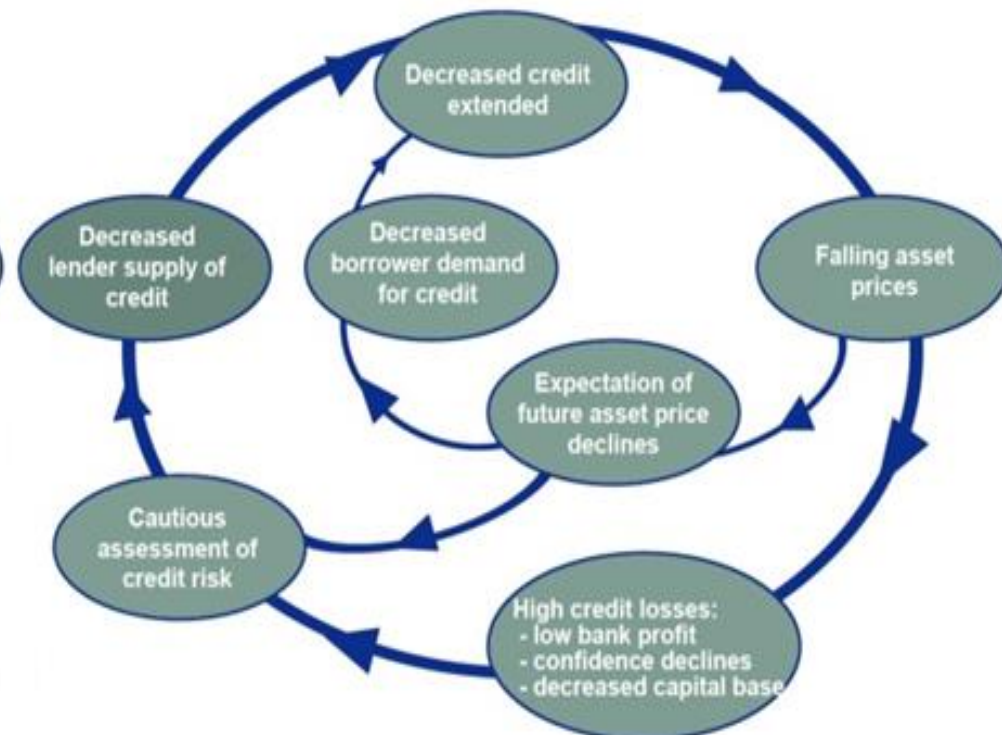 Decreased credit
extended
Decreased
lender supply of
credit
Decreased
borrower demand
for credit
Falling asset
prices
Expectation of
future asset price
declines
Cautious
assessment of
credit risk
High credit losses:
- low bank profit
- confidence declines
- decreased capital base